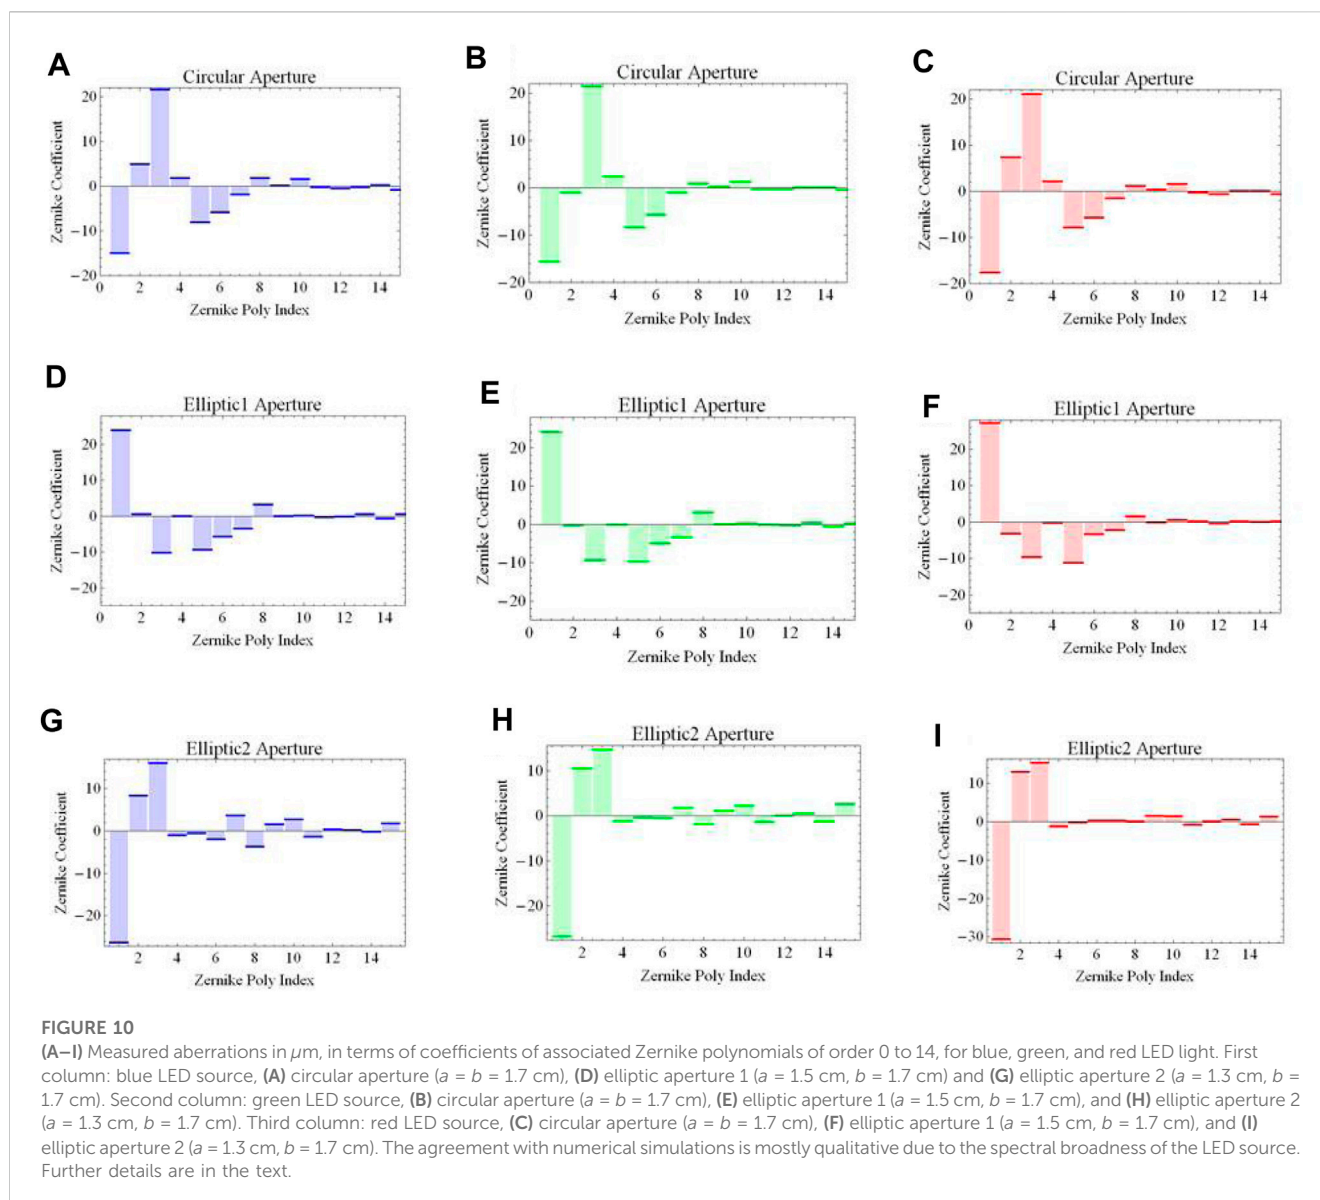 A
Circular Aperture
Zernike Coefficient
20
10
0
−10
−20
0 2 4 6 8 10 12 14
Zernike Poly Index
B
Circular Aperture
Zernike Coefficient
20
10
0
−10
−20
0 2 4 6 8 10 12 14
Zernike Poly Index
C
Circular Aperture
Zernike Coefficient
20
10
0
−10
−20
0 2 4 6 8 10 12 14
Zernike Poly Index
D
Elliptic1 Aperture
Zernike Coefficient
20
10
0
−10
−20
0 2 4 6 8 10 12 14
Zernike Poly Index
E
Elliptic1 Aperture
Zernike Coefficient
20
10
0
−10
−20
0 2 4 6 8 10 12 14
Zernike Poly Index
F
Elliptic1 Aperture
Zernike Coefficient
20
10
0
−10
−20
0 2 4 6 8 10 12 14
Zernike Poly Index
G
Elliptic2 Aperture
Zernike Coefficient
10
0
−10
−20
2 4 6 8 10 12 14
Zernike Poly Index
H
Elliptic2 Aperture
Zernike Coefficient
10
0
−10
−20
2 4 6 8 10 12 14
Zernike Poly Index
I
Elliptic2 Aperture
Zernike Coefficient
10
0
−10
−20
−30
2 4 6 8 10 12 14
Zernike Poly Index
FIGURE 10
(A–I) Measured aberrations in μm, in terms of coefficients of associated Zernike polynomials of order 0 to 14, for blue, green, and red LED light. First
column: blue LED source, (A) circular aperture (a = b = 1.7 cm), (D) elliptic aperture 1 (a = 1.5 cm, b = 1.7 cm) and (G) elliptic aperture 2 (a = 1.3 cm, b =
1.7 cm). Second column: green LED source, (B) circular aperture (a = b = 1.7 cm), (E) elliptic aperture 1 (a = 1.5 cm, b = 1.7 cm), and (H) elliptic aperture 2
(a = 1.3 cm, b = 1.7 cm). Third column: red LED source, (C) circular aperture (a = b = 1.7 cm), (F) elliptic aperture 1 (a = 1.5 cm, b = 1.7 cm), and (I)
elliptic aperture 2 (a = 1.3 cm, b = 1.7 cm). The agreement with numerical simulations is mostly qualitative due to the spectral broadness of the LED source.
Further details are in the text.